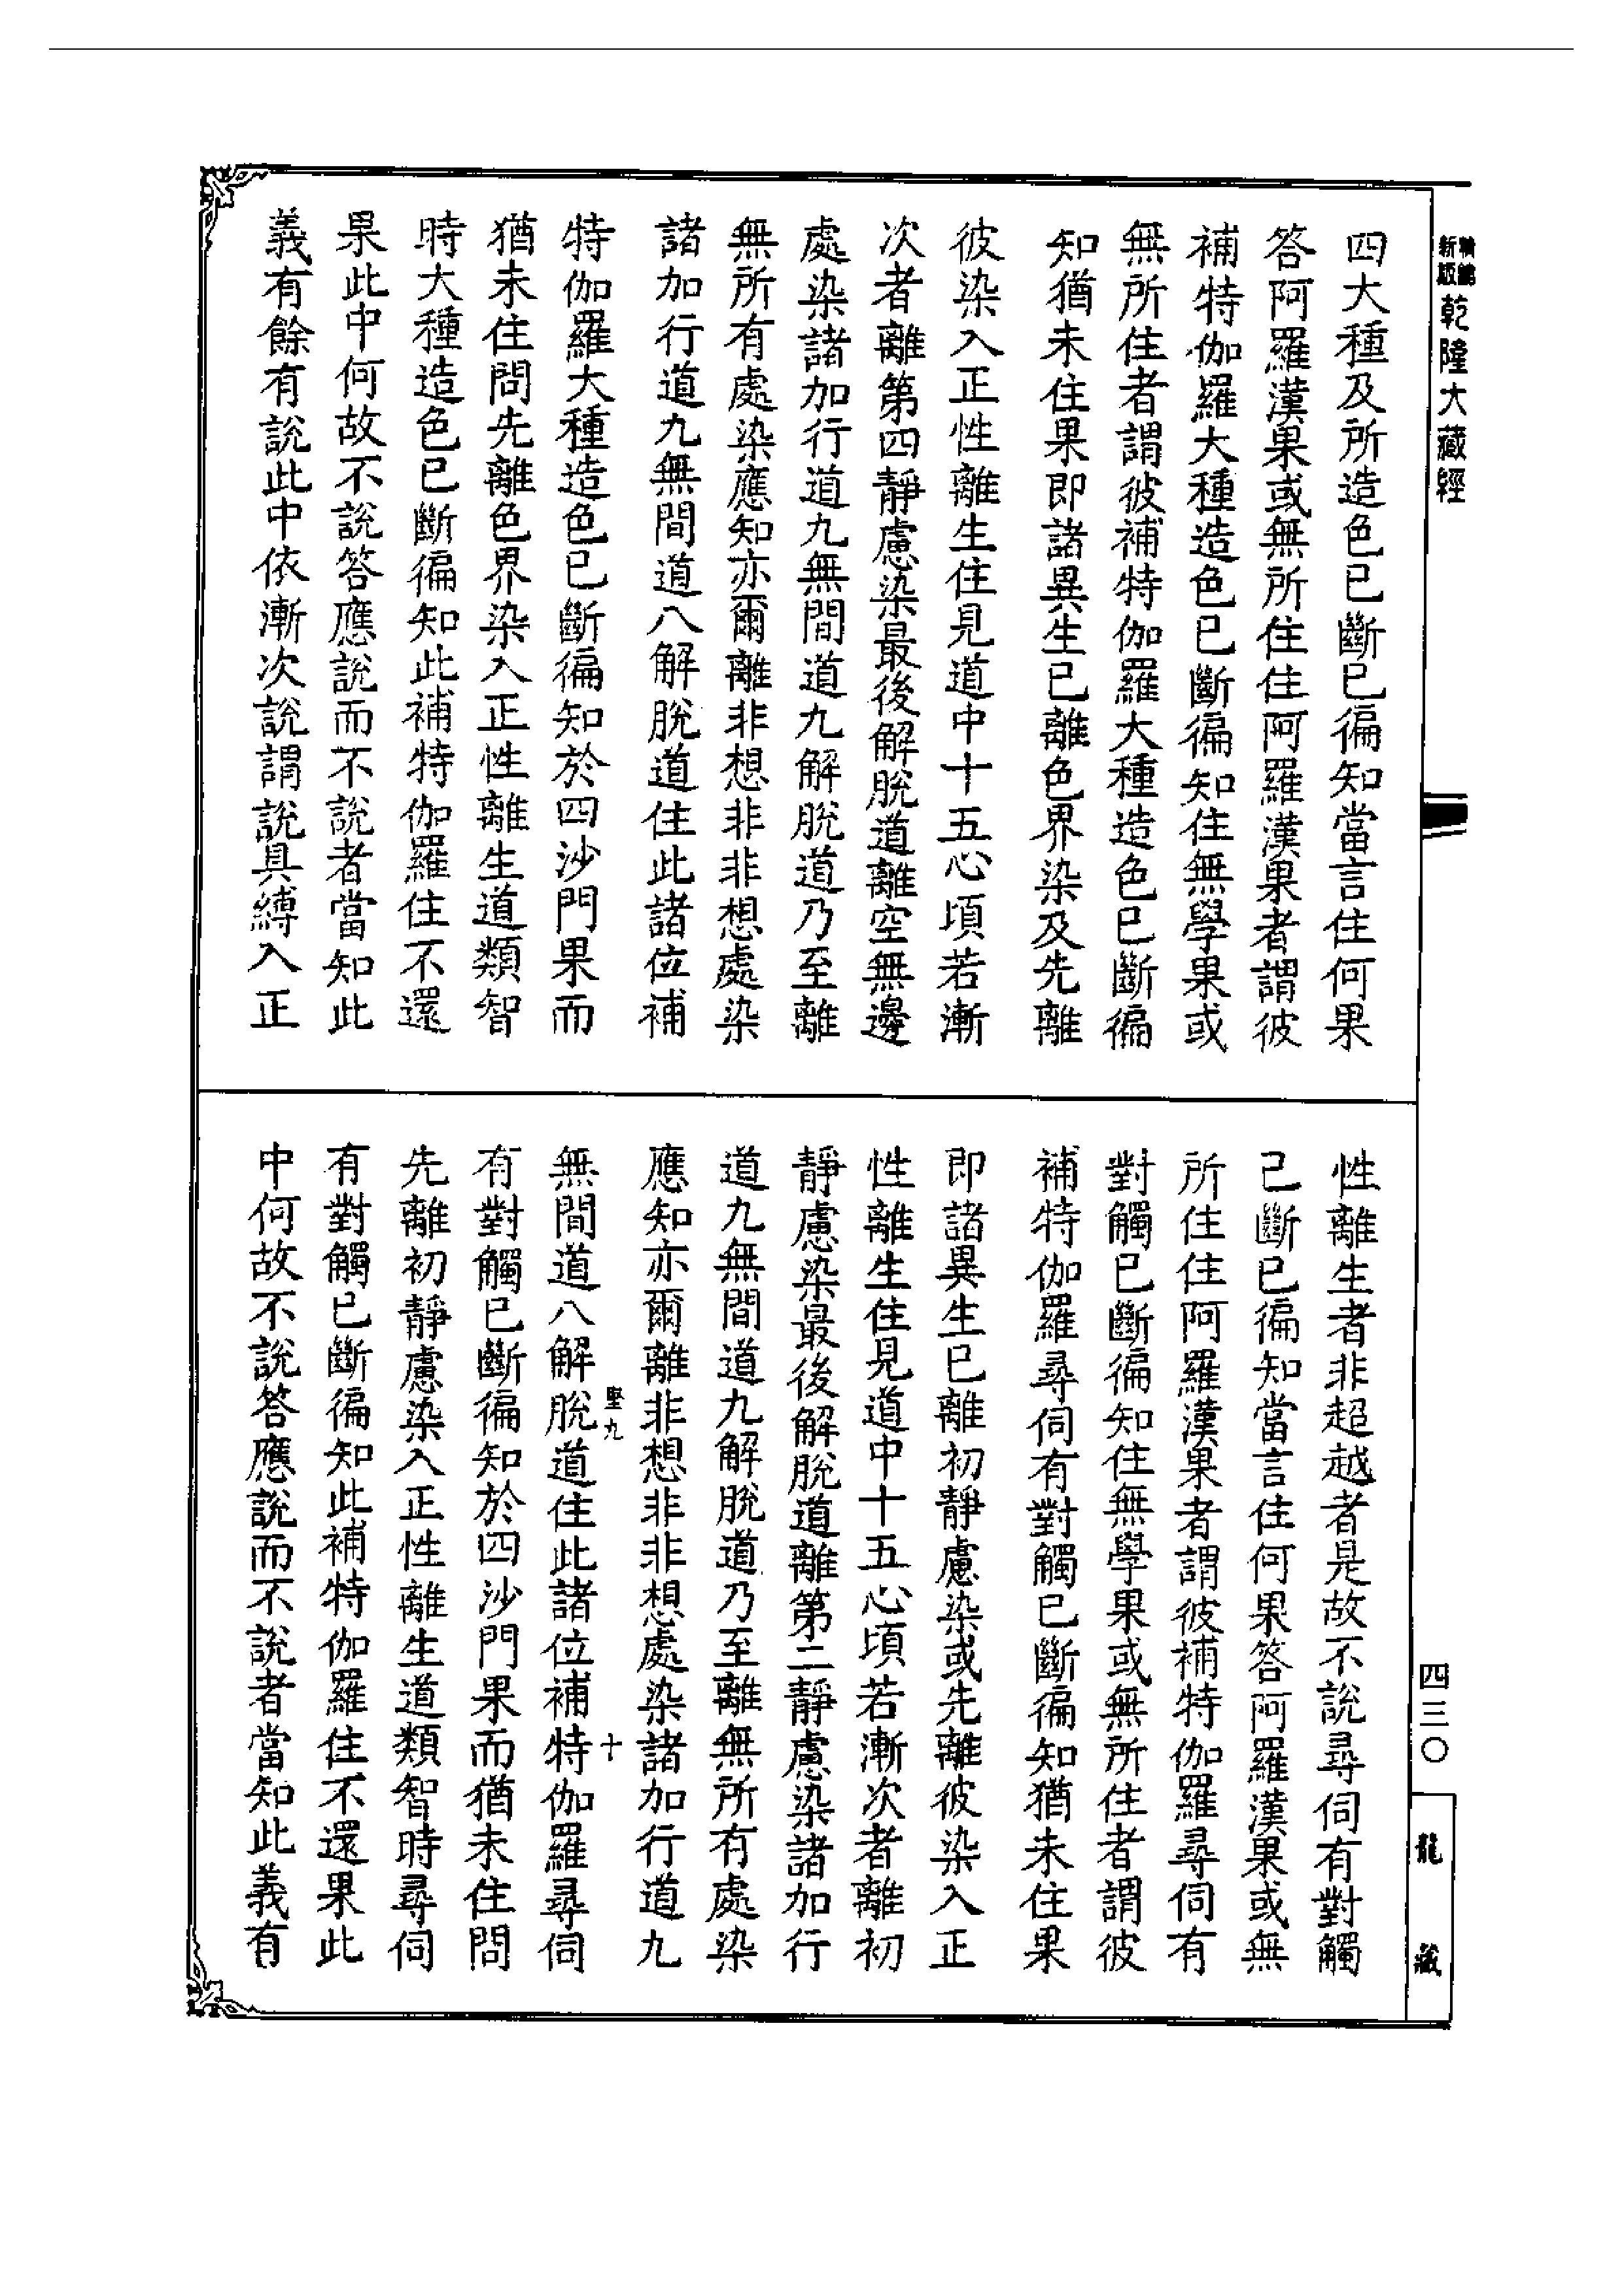 新版
乾隆大藏經
四大種及所造色已斷已徧知當言住何果
答阿羅漢果或無所住住阿羅漢果者謂彼
補特伽羅大種造色已斷徧知住無學果或
無所住者謂彼補特伽羅大種造色已斷徧
知猶未住果即諸異生已離色界染及先離
彼染入正性離生住見道中十五心頃若漸
次者離第四靜慮染最後解脫道離空無邊
處染諸加行道九無間道九解脫道乃至離
無所有處染應知亦爾離非想非非想處染
諸加行道九無間道八解脫道住此諸位補
特伽羅大種造色已斷徧知於四沙門果而
猶未住問先離色界染入正性離生道類智
時大種造色已斷徧知此補特伽羅住不還
果此中何故不說答應說而不說者當知此
義有餘有說此中依漸次說謂說具縛入正
性離生者非超越者是故不說尋伺有對觸
已斷已徧知當言住何果答阿羅漢果或無
所住住阿羅漢果者謂彼補特伽羅尋伺有
對觸已斷徧知住無學果或無所住者謂彼
補特伽羅尋伺有對觸已斷徧知猶未住果
即諸異生已離初靜慮染或先離彼染入正
性離生住見道中十五心頃若漸次者離初
靜慮染最後解脫道離第二靜慮染諸加行
道九無間道九解脫道乃至離無所有處染
應知亦爾離非想非非想處染諸加行道九
堅九
十
無間道八解脫道住此諸位補特伽羅尋伺
有對觸已斷徧知於四沙門果而猶未住問
先離初靜慮染入正性離生道類智時尋伺
有對觸已斷徧知此補特伽羅住不還果此
中何故不說答應說而不說者當知此義有
四三〇
龍藏